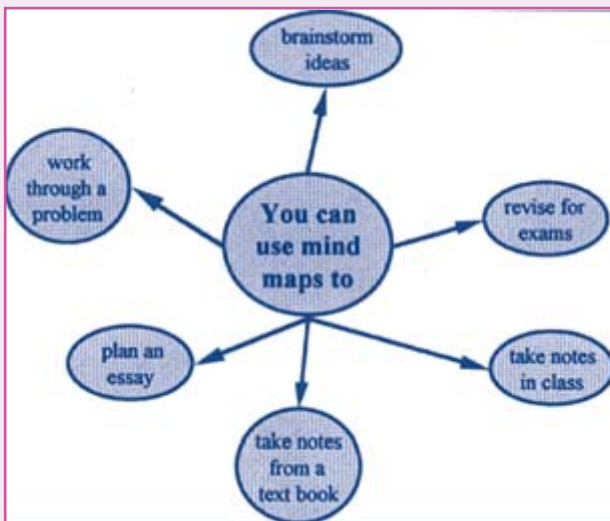 brainstorm
ideas
work
through a
problem
You can
use mind
maps to
revise for
exams
plan an
essay
take notes
in class
take notes
from a
text book